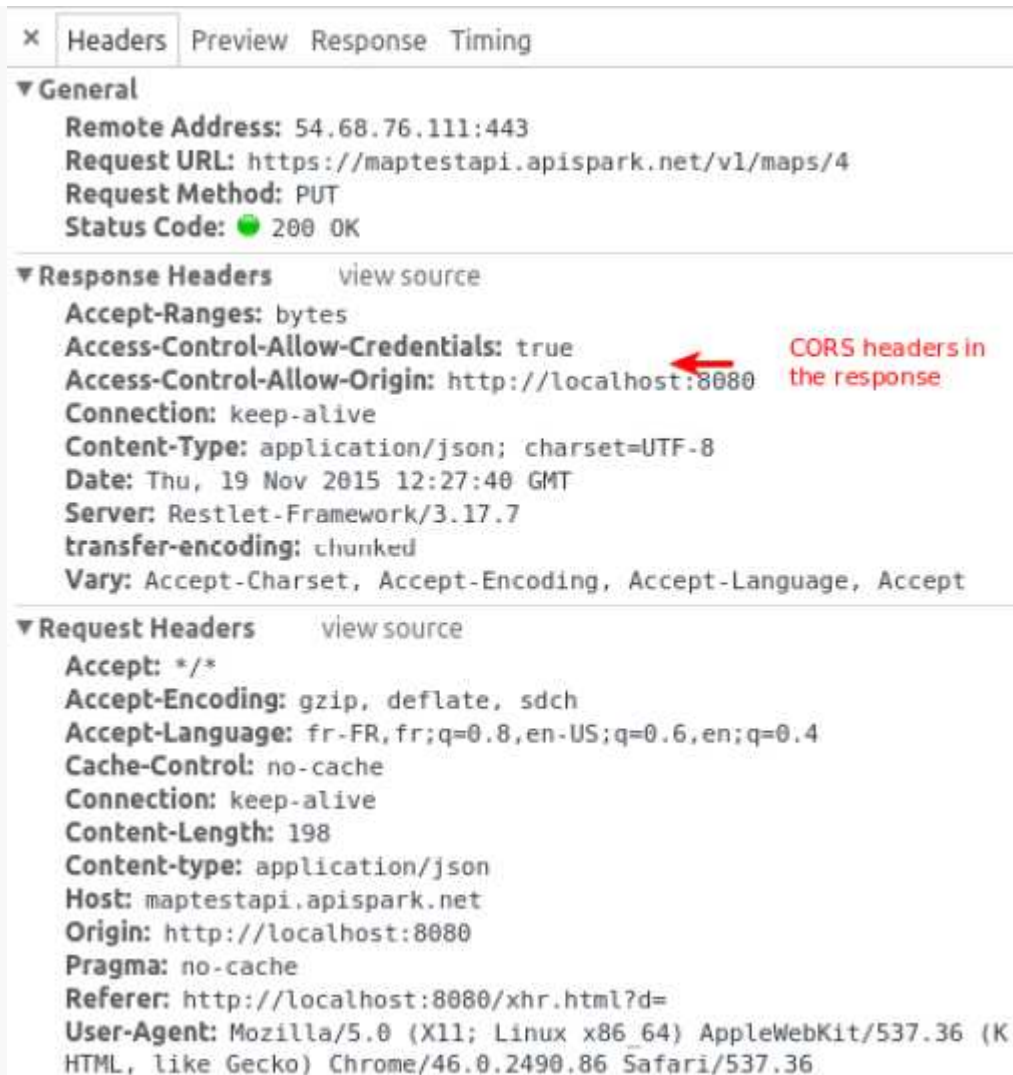 × Headers Preview Response Timing
▼General
Remote Address: 54.68.76.111:443
Request URL: https://maptestapi.apispark.net/v1/maps/4
Request Method: PUT
Status Code: 200 OK
▼Response Headers view source
Accept-Ranges: bytes
Access-Control-Allow-Credentials: true
Access-Control-Allow-Origin: http://localhost:8080
CORS headers in
the response
Connection: keep-alive
Content-Type: application/json; charset=UTF-8
Date: Thu, 19 Nov 2015 12:27:40 GMT
Server: Restlet-Framework/3.17.7
transfer-encoding: chunked
Vary: Accept-Charset, Accept-Encoding, Accept-Language, Accept
▼Request Headers view source
Accept: */*
Accept-Encoding: gzip, deflate, sdch
Accept-Language: fr-FR,fr;q=0.8,en-US;q=0.6,en;q=0.4
Cache-Control: no-cache
Connection: keep-alive
Content-Length: 198
Content-type: application/json
Host: maptestapi.apispark.net
Origin: http://localhost:8080
Pragma: no-cache
Referer: http://localhost:8080/xhr.html?d=
User-Agent: Mozilla/5.0 (X11; Linux x86_64) AppleWebKit/537.36 (K
HTML, like Gecko) Chrome/46.0.2490.86 Safari/537.36